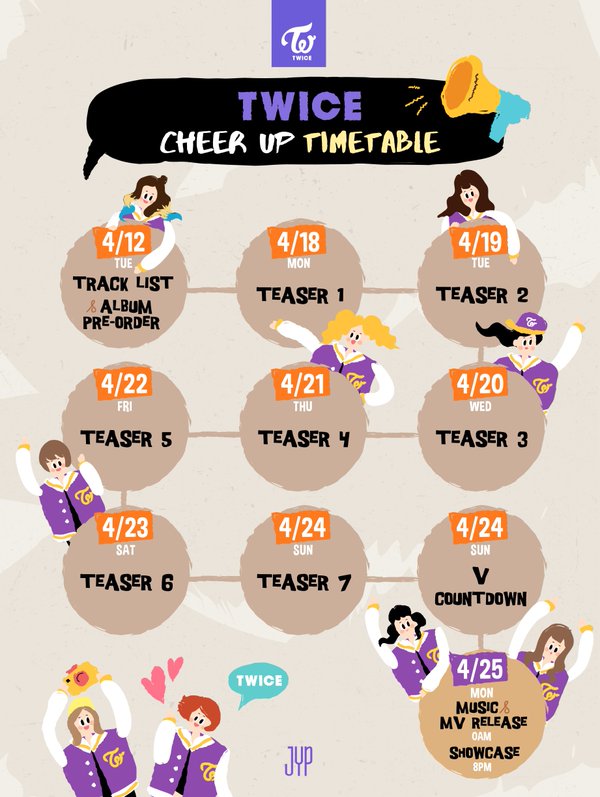 TWICE
TWICE
CHEER UP TIMETABLE
4/12
TUE
TRACK LIST
& ALBUM
PRE-ORDER
4/18
MON
TEASER 1
4/19
TUE
TEASER 2
4/20
WED
TEASER 3
4/21
THU
TEASER 4
4/22
FRI
TEASER 5
4/23
SAT
TEASER 6
4/24
SUN
TEASER 7
4/24
SUN
V
COUNTDOWN
4/25
MON
MUSIC &
MV RELEASE
0AM
SHOWCASE
8PM
TWICE
JYP